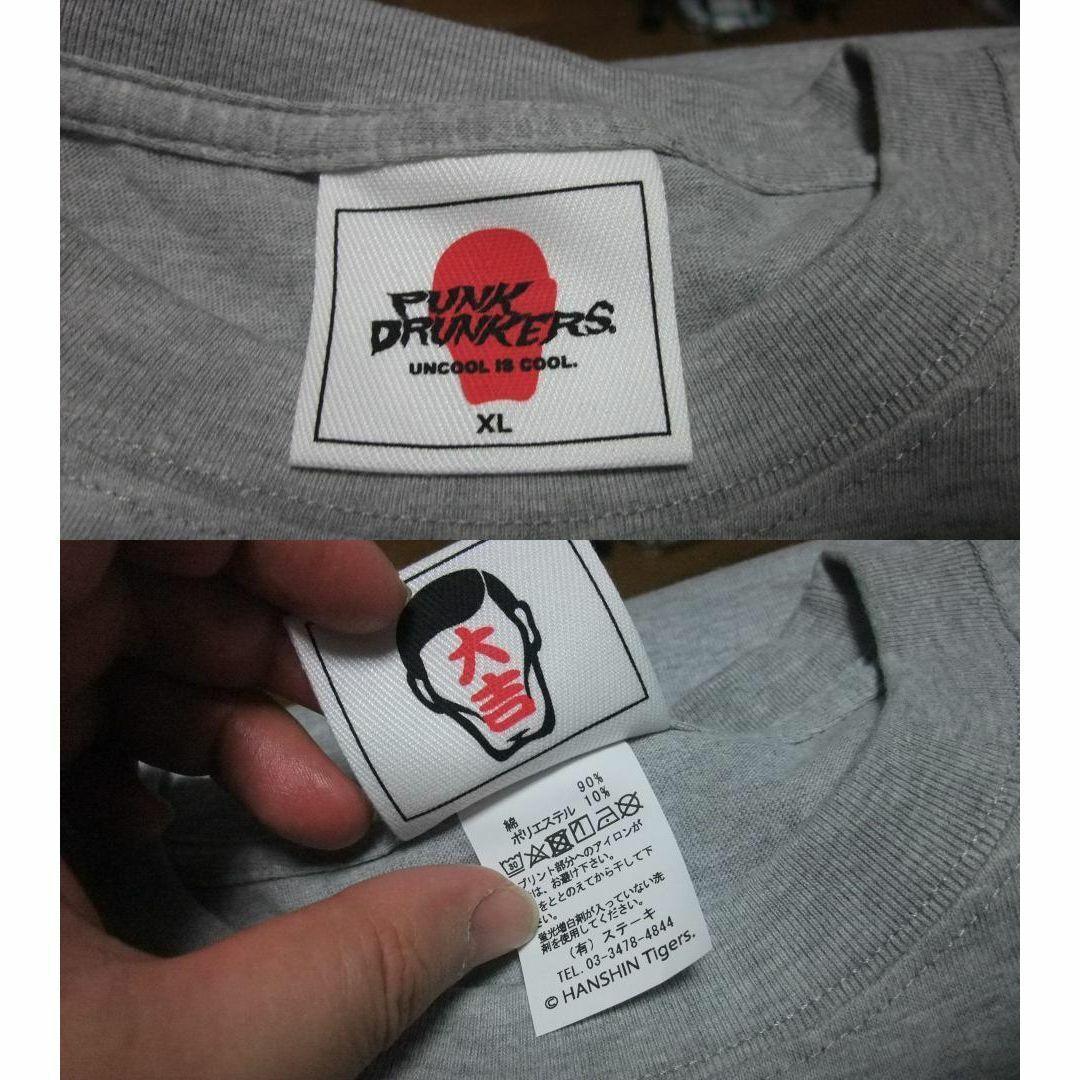 PUNK
DRUNKERS.
UNCOOL IS COOL.
XL
大吉
綿 90%
ポリエステル 10%
プリント部分へのアイロンが
は、お避け下さい。
をととのえてから干して下
い。
蛍光増白剤が入っていない洗
剤を使用してください。
(有) ステーキ
TEL. 03-3478-4844
© HANSHIN Tigers.